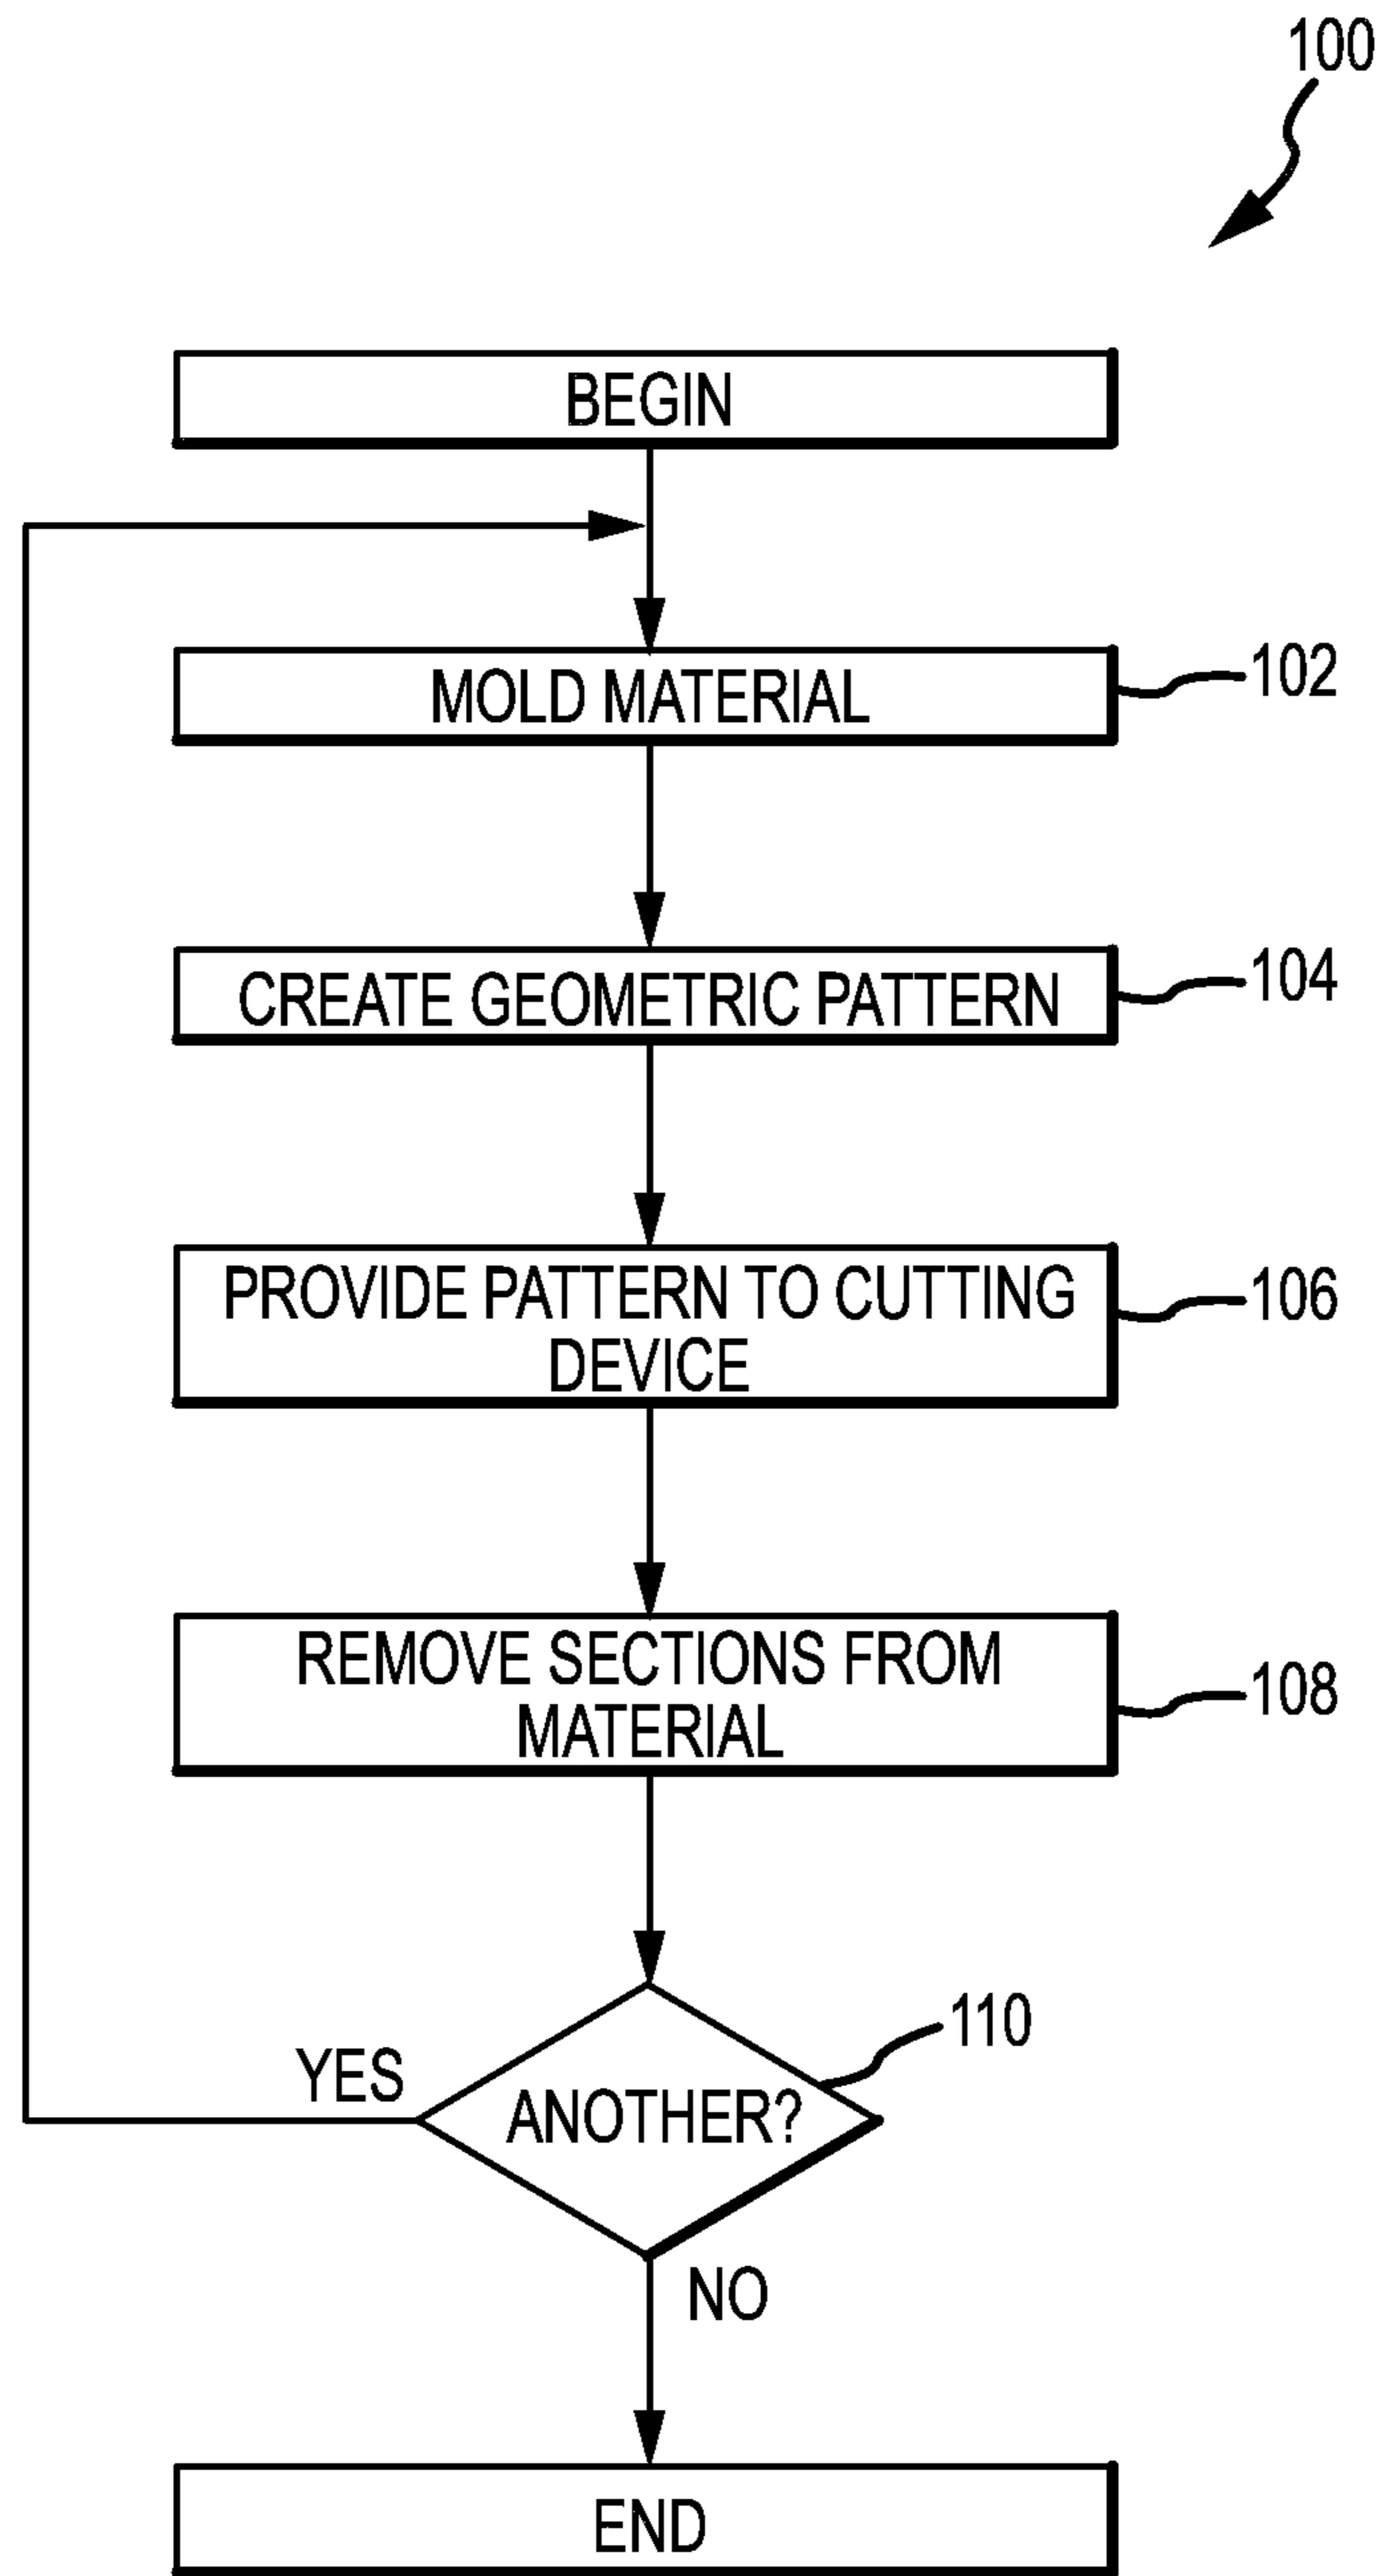 100
BEGIN
MOLD MATERIAL
102
CREATE GEOMETRIC PATTERN
104
PROVIDE PATTERN TO CUTTING
DEVICE
106
REMOVE SECTIONS FROM
MATERIAL
108
110
YES
ANOTHER?
NO
END